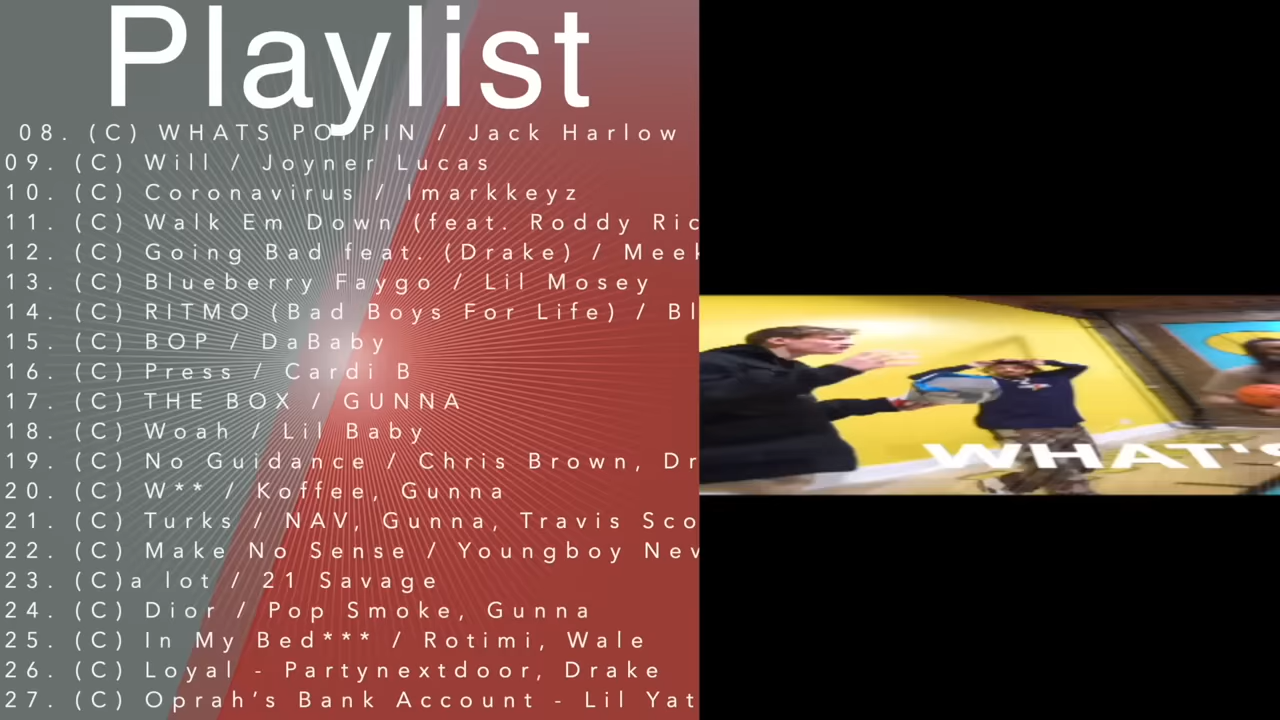 Playlist
08. (C) WHATS POPPIN / Jack Harlow
09. (C) Will / Joyner Lucas
10. (C) Coronavirus / Imarkkeyz
11. (C) Walk Em Down (feat. Roddy Ric
12. (C) Going Bad feat. (Drake) / Meek
13. (C) Blueberry Faygo / Lil Mosey
14. (C) RITMO (Bad Boys For Life) / Bl
15. (C) BOP / DaBaby
16. (C) Press / Cardi B
17. (C) THE BOX / GUNNA
18. (C) Woah / Lil Baby
19. (C) No Guidance / Chris Brown, Dr
20. (C) W** / Koffee, Gunna
21. (C) Turks / NAV, Gunna, Travis Sco
22. (C) Make No Sense / Youngboy Nev
23. (C)a lot / 21 Savage
24. (C) Dior / Pop Smoke, Gunna
25. (C) In My Bed*** / Rotimi, Wale
26. (C) Loyal - Partynextdoor, Drake
27. (C) Oprah’s Bank Account - Lil Yat
WHAT'S